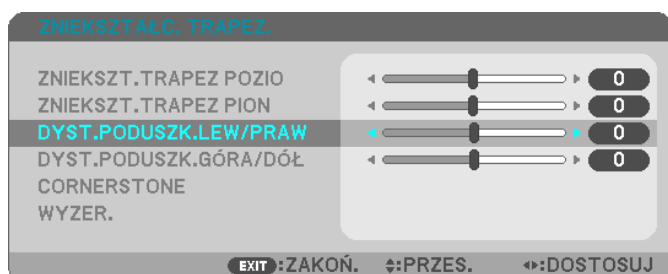 ZNIEKSZTAŁC. TRAPEZ.
ZNIEKSZT.TRAPEZ POZIO 0
ZNIEKSZT.TRAPEZ PION 0
DYST.PODUSZK.LEW/PRAW 0
DYST.PODUSZK.GÓRA/DÓŁ 0
CORNERSTONE
WYZER.
EXIT :ZAKOŃ. :PRZES. :DOSTOSUJ